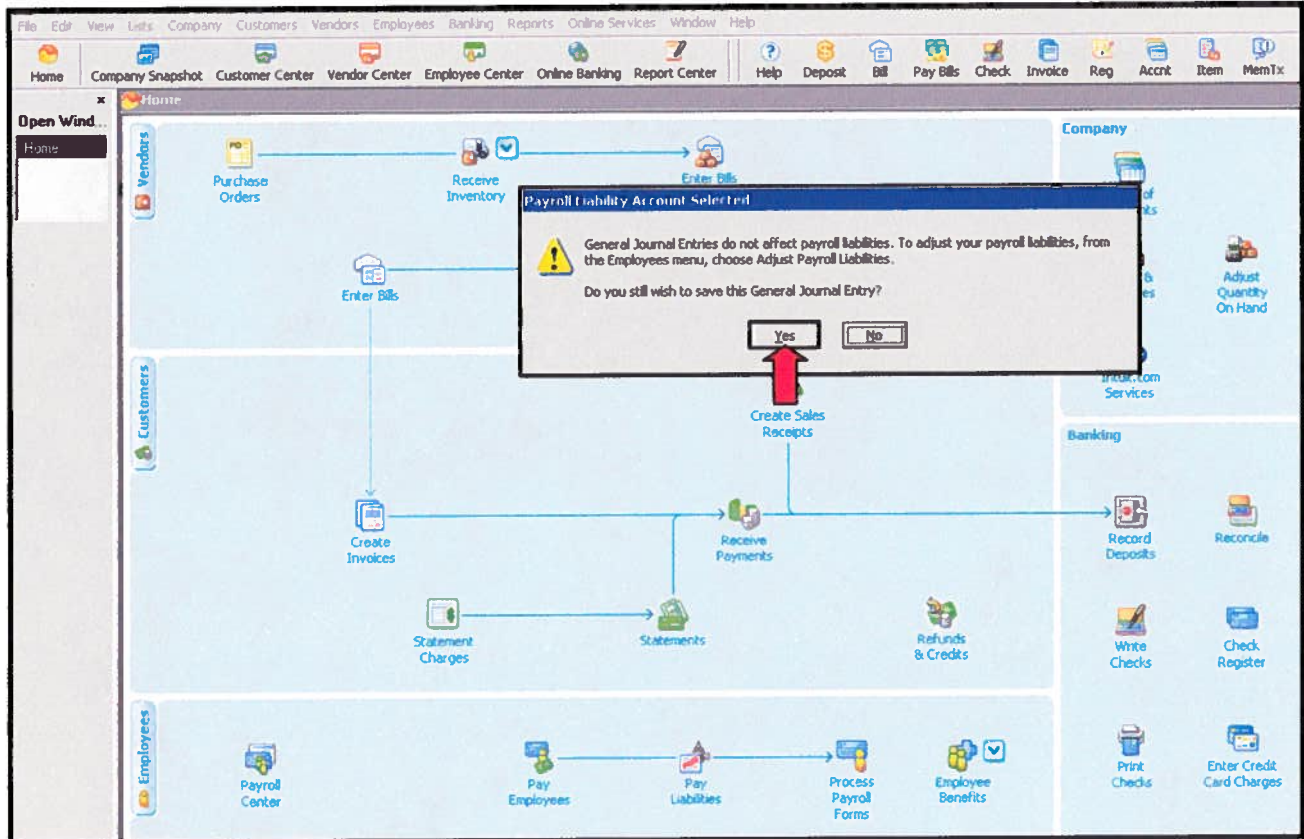 File Edit View Lists Company Customers Vendors Employees Banking Reports Online Services Window Help
Home Company Snapshot Customer Center Vendor Center Employee Center Online Banking Report Center Help Deposit Bill Pay Bills Check Invoice Reg Accnt Item MemTx
Open Wind...
Home
Home
Vendors
PO
Purchase
Orders
Receive
Inventory
Enter Bills
Enter Bills
Payroll Liability Account Selected
General Journal Entries do not affect payroll liabilities. To adjust your payroll liabilities, from
the Employees menu, choose Adjust Payroll Liabilities.
Do you still wish to save this General Journal Entry?
Yes No
Customers
Create Sales
Receipts
Create
Invoices
Receive
Payments
Statement
Charges
Statements
Refunds
& Credits
Employees
Payroll
Center
Pay
Employees
Pay
Liabilities
Process
Payroll
Forms
Employee
Benefits
Company
of
&
Adjust
Quantity
On Hand
Intuit.com
Services
Banking
Record
Deposits
Reconcile
Write
Checks
Check
Register
Print
Checks
Enter Credit
Card Charges